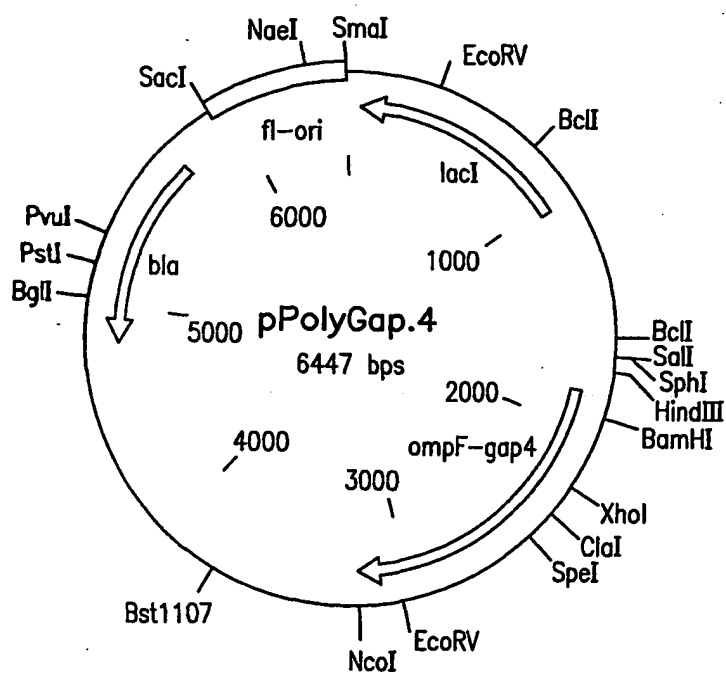 NaeI
SmaI
EcoRV
SacI
BclI
fl-ori
lacI
6000
PvuI
1000
PstI
bla
BglI
5000
pPolyGap.4
6447 bps
BclI
SalI
SphI
HindIII
2000
BamHI
4000
ompF-gap4
3000
XhoI
ClaI
SpeI
Bst1107
EcoRV
NcoI